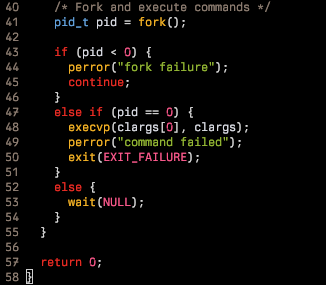 40 /* Fork and execute commands */
41 pid_t pid = fork();
42
43 if (pid < 0) {
44 perror("fork failure");
45 continue;
46 }
47 else if (pid == 0) {
48 execvp(clargs[0], clargs);
49 perror("command failed");
50 exit(EXIT_FAILURE);
51 }
52 else {
53 wait(NULL);
54 }
55 }
56
57 return 0;
58 }